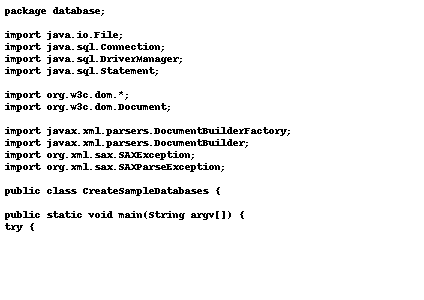 package database;
import java.io.File;
import java.sql.Connection;
import java.sql.DriverManager;
import java.sql.Statement;
import org.w3c.dom.*;
import org.w3c.dom.Document;
import javax.xml.parsers.DocumentBuilderFactory;
import javax.xml.parsers.DocumentBuilder;
import org.xml.sax.SAXException;
import org.xml.sax.SAXParseException;
public class CreateSampleDatabases {
public static void main(String argv[]) {
try {